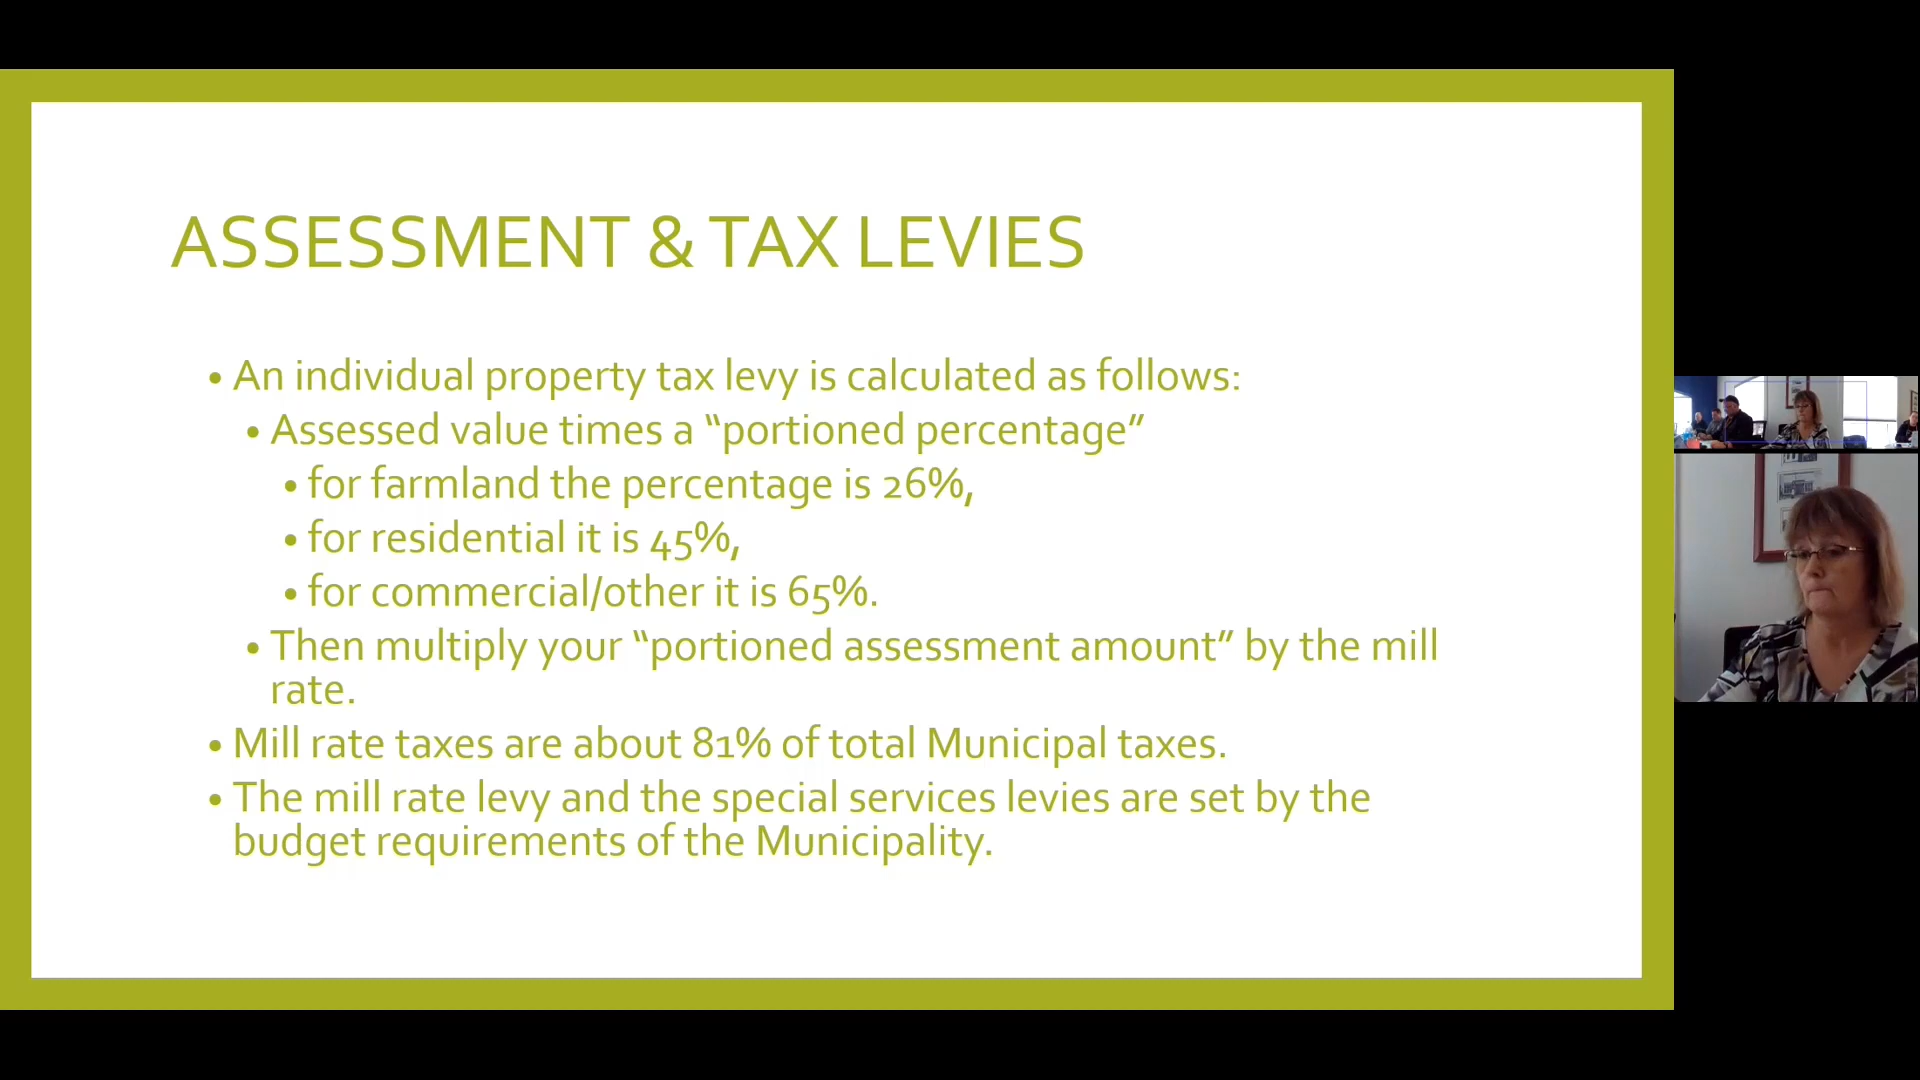 ASSESSMENT & TAX LEVIES
• An individual property tax levy is calculated as follows:
• Assessed value times a “portioned percentage”
• for farmland the percentage is 26%,
• for residential it is 45%,
• for commercial/other it is 65%.
• Then multiply your “portioned assessment amount” by the mill
rate.
• Mill rate taxes are about 81% of total Municipal taxes.
• The mill rate levy and the special services levies are set by the
budget requirements of the Municipality.